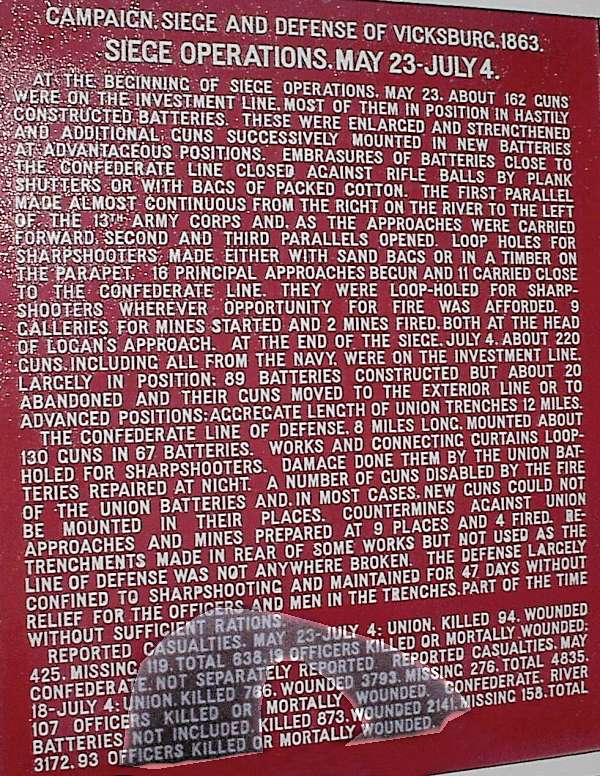 CAMPAIGN. SIEGE AND DEFENSE OF VICKSBURG. 1863.
SIEGE OPERATIONS. MAY 23-JULY 4.
AT THE BEGINNING OF SIEGE OPERATIONS, MAY 23, ABOUT 162 GUNS
WERE ON THE INVESTMENT LINE, MOST OF THEM IN POSITION IN HASTILY
CONSTRUCTED BATTERIES. THESE WERE ENLARGED AND STRENGTHENED
AND ADDITIONAL GUNS SUCCESSIVELY MOUNTED IN NEW BATTERIES
AT ADVANTAGEOUS POSITIONS. EMBRASURES OF BATTERIES CLOSE TO
THE CONFEDERATE LINE CLOSED AGAINST RIFLE BALLS BY PLANK
SHUTTERS OR WITH BAGS OF PACKED COTTON. THE FIRST PARALLEL
MADE ALMOST CONTINUOUS FROM THE RIGHT ON THE RIVER TO THE LEFT
OF THE 13TH ARMY CORPS AND, AS THE APPROACHES WERE CARRIED
FORWARD, SECOND AND THIRD PARALLELS OPENED. LOOP HOLES FOR
SHARPSHOOTERS MADE EITHER WITH SAND BAGS OR IN A TIMBER ON
THE PARAPET. 16 PRINCIPAL APPROACHES BEGUN AND 11 CARRIED CLOSE
TO THE CONFEDERATE LINE. THEY WERE LOOP-HOLED FOR SHARP-
SHOOTERS WHEREVER OPPORTUNITY FOR FIRE WAS AFFORDED. 9
GALLERIES FOR MINES STARTED AND 2 MINES FIRED, BOTH AT THE HEAD
OF LOGAN'S APPROACH. AT THE END OF THE SIEGE, JULY 4, ABOUT 220
GUNS, INCLUDING ALL FROM THE NAVY, WERE ON THE INVESTMENT LINE,
LARGELY IN POSITION; 89 BATTERIES CONSTRUCTED BUT ABOUT 20
ABANDONED AND THEIR GUNS MOVED TO THE EXTERIOR LINE OR TO
ADVANCED POSITIONS; AGGREGATE LENGTH OF UNION TRENCHES 12 MILES.
THE CONFEDERATE LINE OF DEFENSE, 8 MILES LONG, MOUNTED ABOUT
130 GUNS IN 67 BATTERIES. WORKS AND CONNECTING CURTAINS LOOP-
HOLED FOR SHARPSHOOTERS. DAMAGE DONE THEM BY THE UNION BAT-
TERIES REPAIRED AT NIGHT. A NUMBER OF GUNS DISABLED BY THE FIRE
OF THE UNION BATTERIES AND, IN MOST CASES, NEW GUNS COULD NOT
BE MOUNTED IN THEIR PLACES. COUNTERMINES AGAINST UNION
APPROACHES AND MINES PREPARED AT 9 PLACES AND 4 FIRED. RE-
TRENCHMENTS MADE IN REAR OF SOME WORKS BUT NOT USED AS THE
LINE OF DEFENSE WAS NOT ANYWHERE BROKEN. THE DEFENSE LARGELY
CONFINED TO SHARPSHOOTING AND MAINTAINED FOR 47 DAYS WITHOUT
RELIEF FOR THE OFFICERS AND MEN IN THE TRENCHES, PART OF THE TIME
WITHOUT SUFFICIENT RATIONS.
REPORTED CASUALTIES, MAY 23-JULY 4: UNION, KILLED 94, WOUNDED
425, MISSING 119, TOTAL 638, 19 OFFICERS KILLED OR MORTALLY WOUNDED;
CONFEDERATE, NOT SEPARATELY REPORTED. REPORTED CASUALTIES, MAY
18-JULY 4: UNION, KILLED 766, WOUNDED 3793, MISSING 276, TOTAL 4835,
107 OFFICERS KILLED OR MORTALLY WOUNDED. CONFEDERATE, RIVER
BATTERIES NOT INCLUDED, KILLED 873, WOUNDED 2141, MISSING 158, TOTAL
3172, 93 OFFICERS KILLED OR MORTALLY WOUNDED.